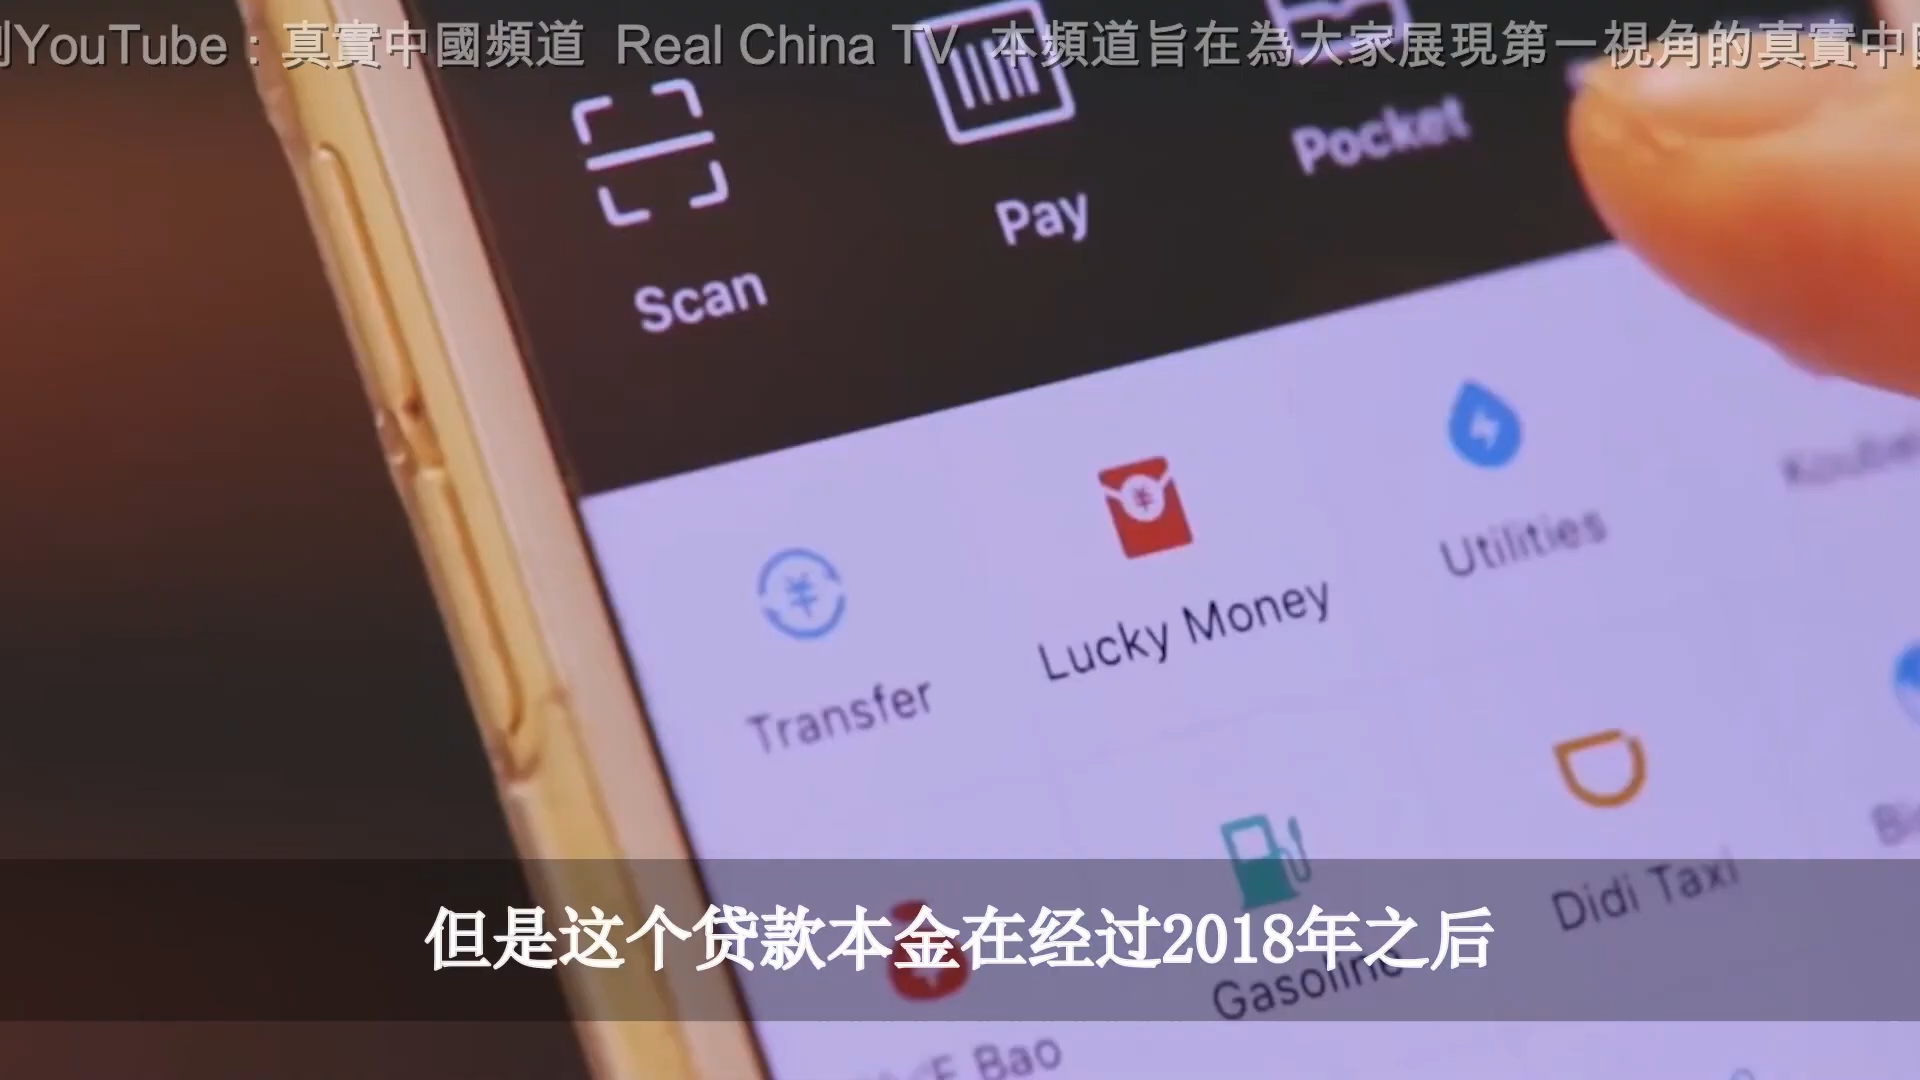 YouTube：真實中國頻道 Real China TV 本頻道旨在為大家展現第一視角的真實中
Scan
Pay
Pocket
Transfer
Lucky Money
Utilities
Koubei
Didi Taxi
Gasoline
Bao
但是这个贷款本金在经过2018年之后